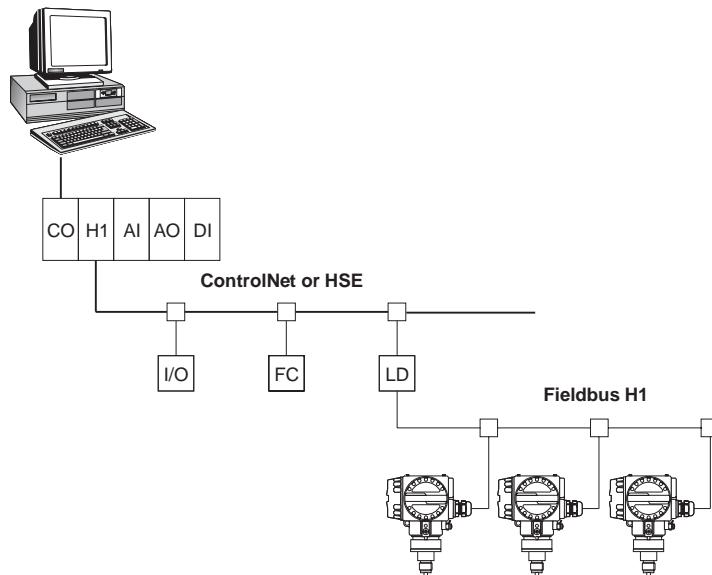 CO H1 AI AO DI
ControlNet or HSE
I/O FC LD
Fieldbus H1